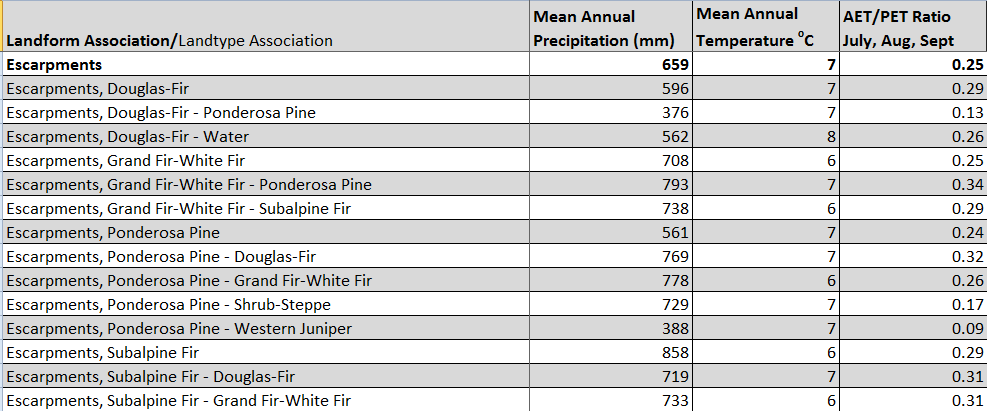 Landform Association/Landtype Association | Mean Annual Precipitation (mm) | Mean Annual Temperature °C | AET/PET Ratio July, Aug, Sept
Escarpments 659 7 0.25
Escarpments, Douglas-Fir 596 7 0.29
Escarpments, Douglas-Fir - Ponderosa Pine 376 7 0.13
Escarpments, Douglas-Fir - Water 562 8 0.26
Escarpments, Grand Fir-White Fir 708 6 0.25
Escarpments, Grand Fir-White Fir - Ponderosa Pine 793 7 0.34
Escarpments, Grand Fir-White Fir - Subalpine Fir 738 6 0.29
Escarpments, Ponderosa Pine 561 7 0.24
Escarpments, Ponderosa Pine - Douglas-Fir 769 7 0.32
Escarpments, Ponderosa Pine - Grand Fir-White Fir 778 6 0.26
Escarpments, Ponderosa Pine - Shrub-Steppe 729 7 0.17
Escarpments, Ponderosa Pine - Western Juniper 388 7 0.09
Escarpments, Subalpine Fir 858 6 0.29
Escarpments, Subalpine Fir - Douglas-Fir 719 7 0.31
Escarpments, Subalpine Fir - Grand Fir-White Fir 733 6 0.31